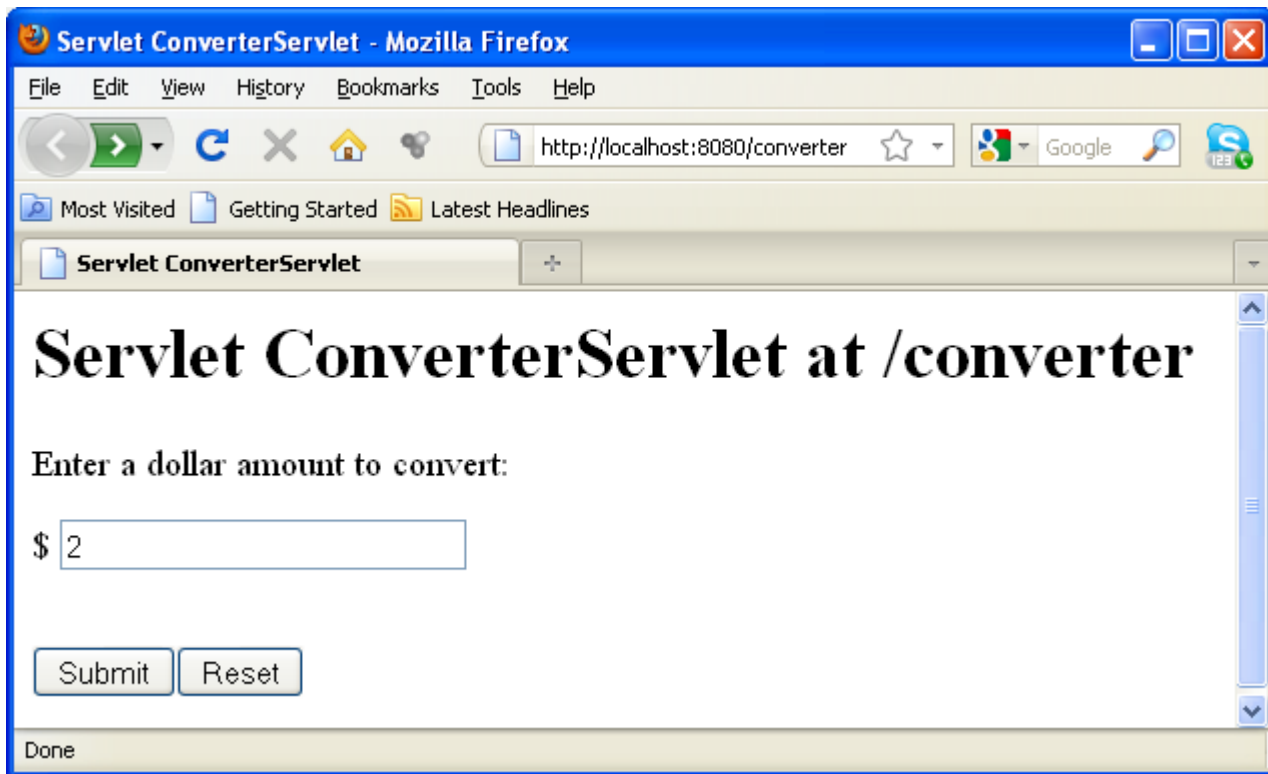 Servlet ConverterServlet - Mozilla Firefox
File Edit View History Bookmarks Tools Help
http://localhost:8080/converter Google 123
Most Visited Getting Started Latest Headlines
Servlet ConverterServlet
Servlet ConverterServlet at /converter
Enter a dollar amount to convert:
$ 2
Submit Reset
Done